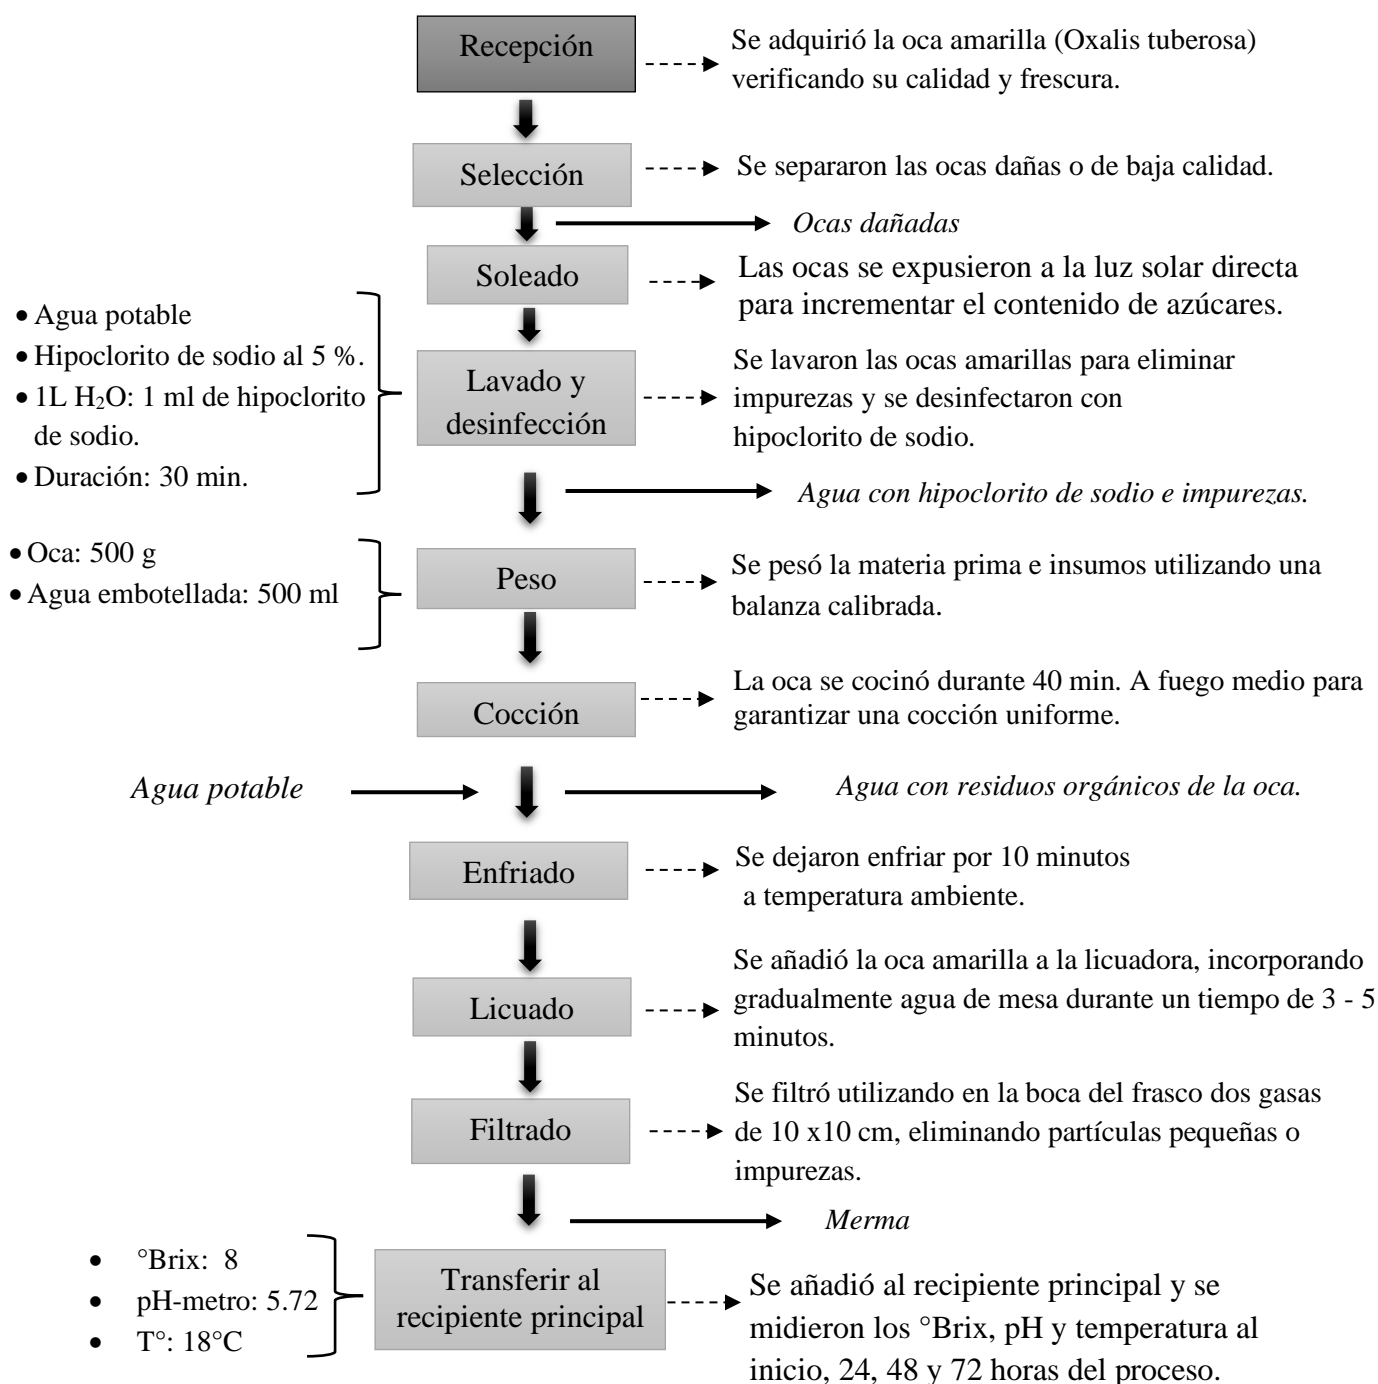 Recepción
Se adquirió la oca amarilla (Oxalis tuberosa)
verificando su calidad y frescura.
Selección
Se separaron las ocas dañas o de baja calidad.
Ocas dañadas
Soleado
Las ocas se expusieron a la luz solar directa
para incrementar el contenido de azúcares.
• Agua potable
• Hipoclorito de sodio al 5 %.
• 1L H₂O: 1 ml de hipoclorito
de sodio.
• Duración: 30 min.
Lavado y
desinfección
Se lavaron las ocas amarillas para eliminar
impurezas y se desinfectaron con
hipoclorito de sodio.
Agua con hipoclorito de sodio e impurezas.
• Oca: 500 g
• Agua embotellada: 500 ml
Peso
Se pesó la materia prima e insumos utilizando una
balanza calibrada.
Cocción
La oca se cocinó durante 40 min. A fuego medio para
garantizar una cocción uniforme.
Agua potable
Agua con residuos orgánicos de la oca.
Enfriado
Se dejaron enfriar por 10 minutos
a temperatura ambiente.
Licuado
Se añadió la oca amarilla a la licuadora, incorporando
gradualmente agua de mesa durante un tiempo de 3 - 5
minutos.
Filtrado
Se filtró utilizando en la boca del frasco dos gasas
de 10 x10 cm, eliminando partículas pequeñas o
impurezas.
Merma
• °Brix: 8
• pH-metro: 5.72
• T°: 18°C
Transferir al
recipiente principal
Se añadió al recipiente principal y se
midieron los °Brix, pH y temperatura al
inicio, 24, 48 y 72 horas del proceso.